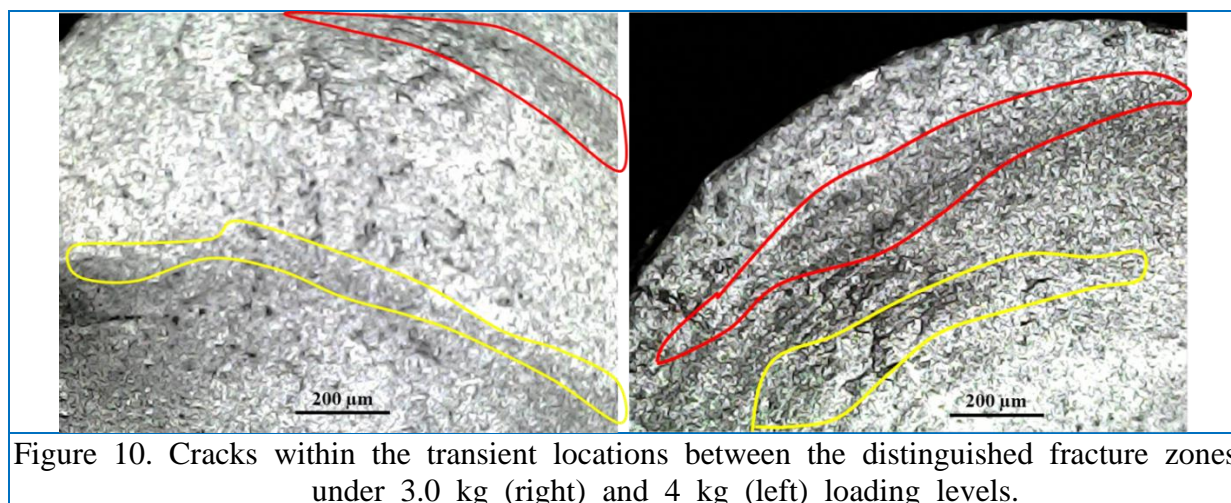 200 µm
200 µm
Figure 10. Cracks within the transient locations between the distinguished fracture zones
under 3.0 kg (right) and 4 kg (left) loading levels.